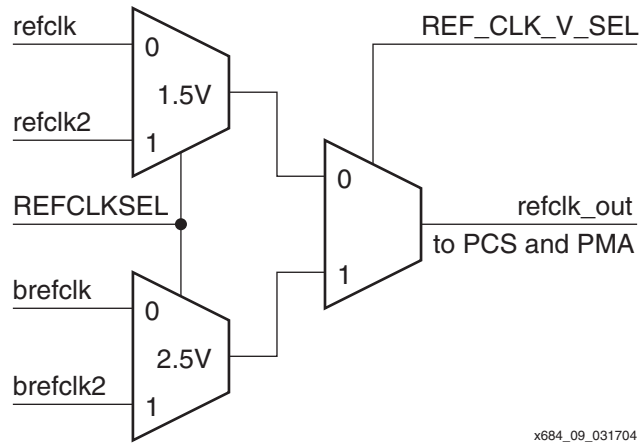 refclk
REF_CLK_V_SEL
0
1.5V
refclk2
1
0
REFCLKSEL
refclk_out
to PCS and PMA
1
brefclk
0
2.5V
brefclk2
1
x684_09_031704